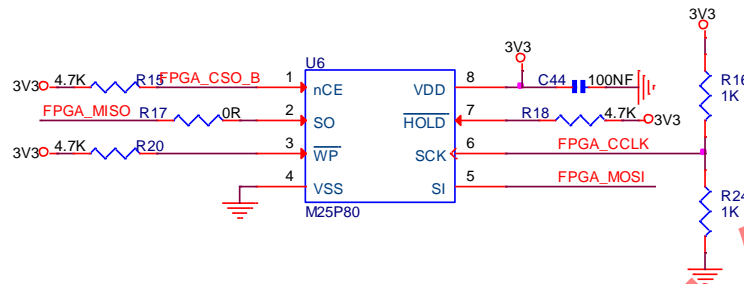 3V3
3V3
U6
3V3 4.7K R15 FPGA_CSO_B 1 nCE VDD 8 C44 100NF R16
1K
FPGA_MISO R17 0R 2 SO HOLD 7 R18 4.7K 3V3
3V3 4.7K R20 3 WP SCK 6 FPGA_CCLK
4 VSS SI 5 FPGA_MOSI R24
1K
M25P80